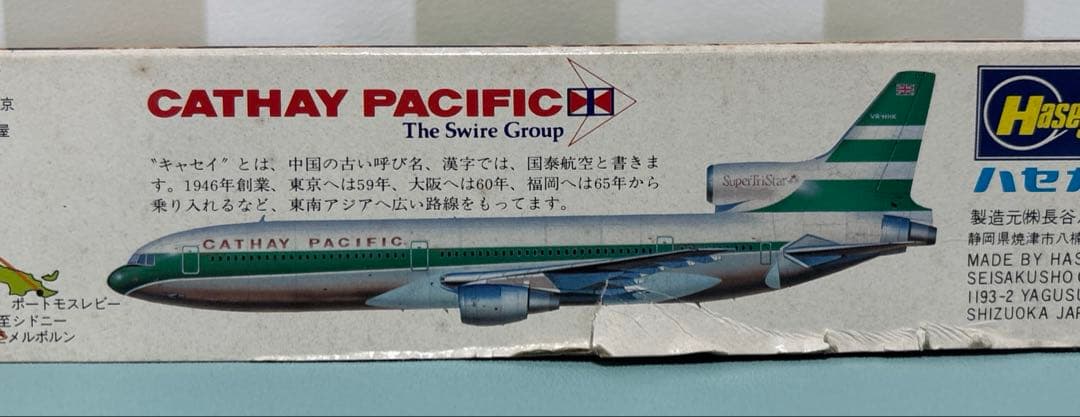 CATHAY PACIFIC
The Swire Group
〝キャセイ〟とは、中国の古い呼び名、漢字では、国泰航空と書きま
す。1946年創業、東京へは59年、大阪へは60年、福岡へは65年から
乗り入れるなど、東南アジアへ広い路線をもってます。
VR-HHK
SuperTriStar
CATHAY PACIFIC
京
屋
ポートモスレビー
至シドニー
メルボルン
Hase
ハセガ
製造元(株)長谷
静岡県焼津市八楠
MADE BY HAS
SEISAKUSHO
1193-2 YAGUSU
SHIZUOKA JAP